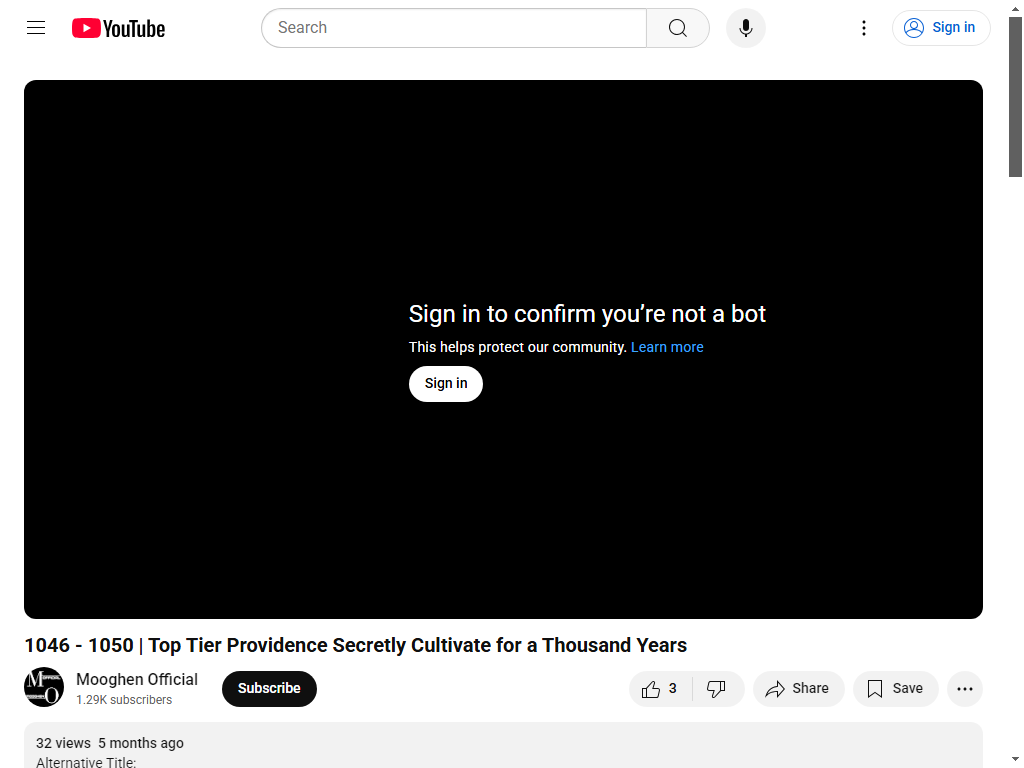 YouTube
Search
Sign in
Sign in to confirm you’re not a bot
This helps protect our community. Learn more
Sign in
1046 - 1050 | Top Tier Providence Secretly Cultivate for a Thousand Years
Mooghen Official
1.29K subscribers
Subscribe
3
Share
Save
32 views 5 months ago
Alternative Title: